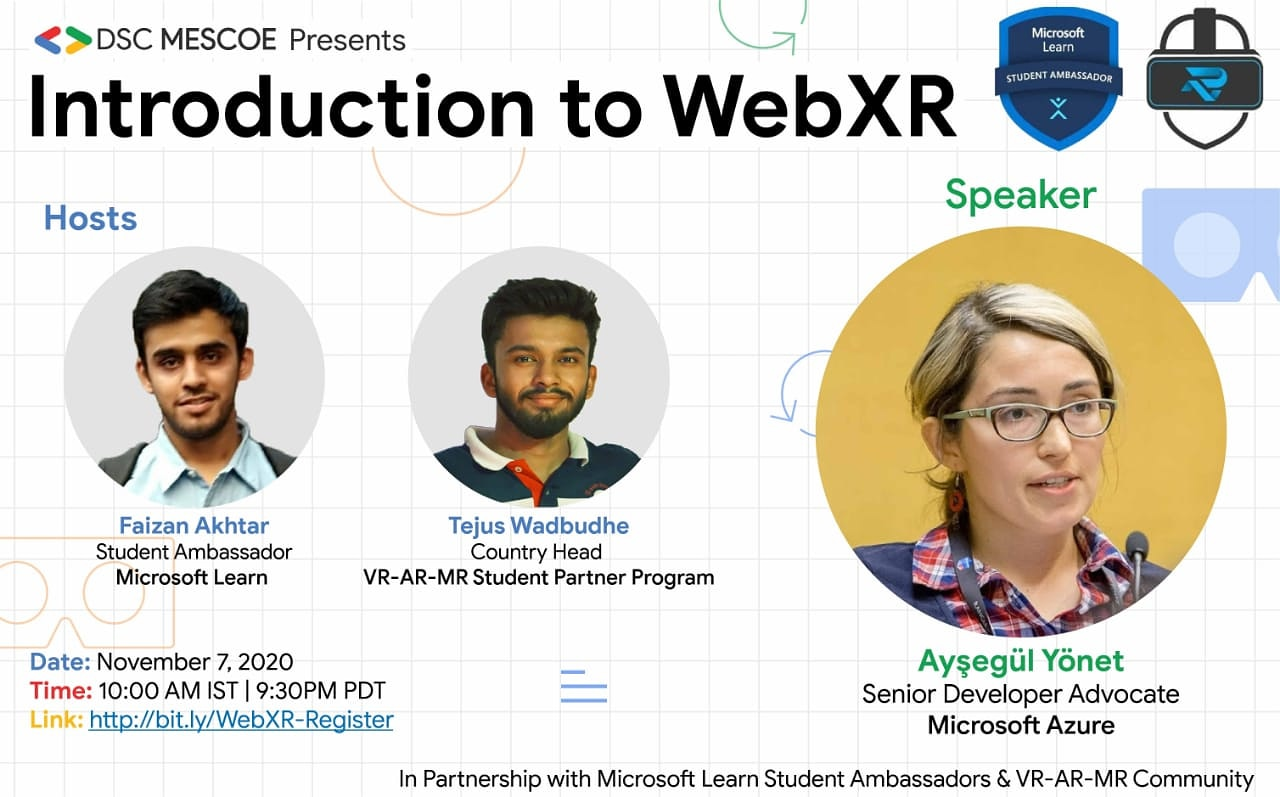 DSC MESCOE Presents
Introduction to WebXR
Microsoft
Learn
STUDENT AMBASSADOR
Hosts
Speaker
Faizan Akhtar
Student Ambassador
Microsoft Learn
Tejus Wadbudhe
Country Head
VR-AR-MR Student Partner Program
Ayşegül Yönet
Senior Developer Advocate
Microsoft Azure
Date: November 7, 2020
Time: 10:00 AM IST | 9:30PM PDT
Link: http://bit.ly/WebXR-Register
In Partnership with Microsoft Learn Student Ambassadors & VR-AR-MR Community